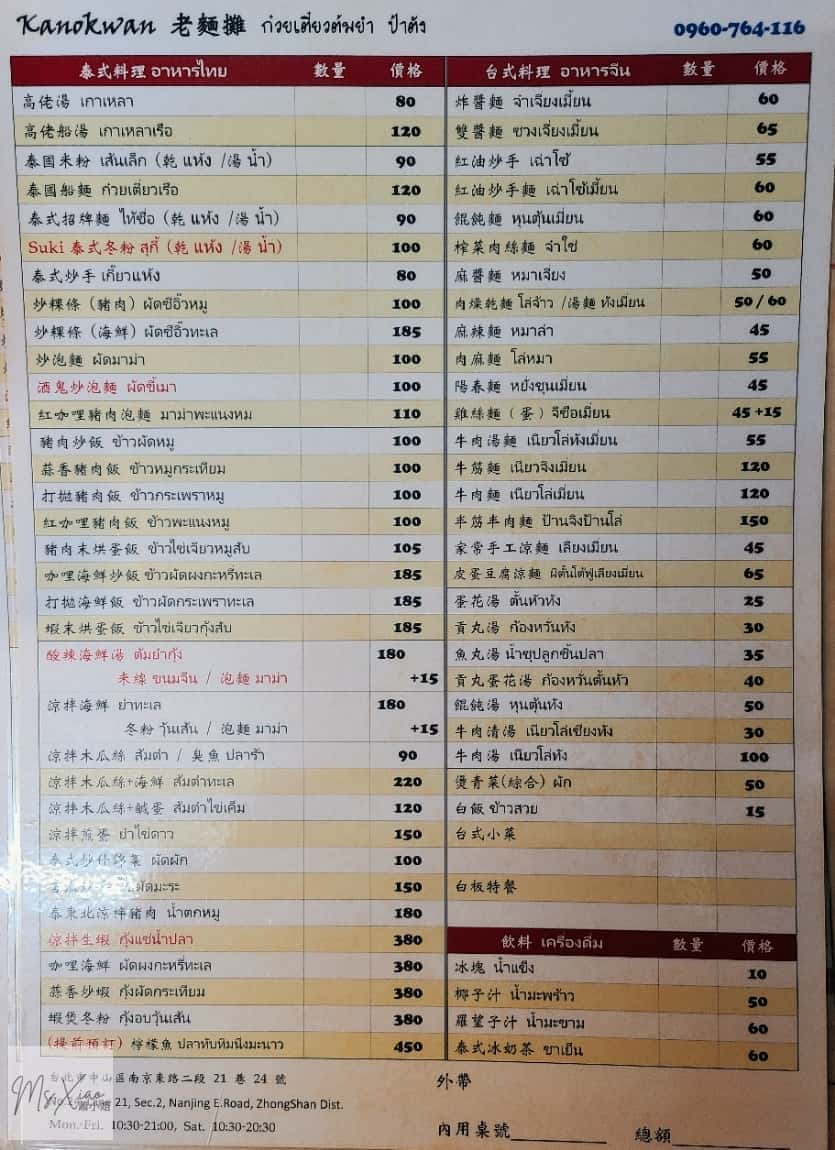 Kanokwan 老麵攤 ก๋วยเตี๋ยวต้มยำ ป้าตัง 0960-764-116
泰式料理 อาหารไทย 數量 價格
高佬湯 เกาเหลา 80
高佬船湯 เกาเหลาเรือ 120
泰國米粉 เส้นเล็ก (乾 แห้ง /湯 น้ำ) 90
泰國船麵 ก๋วยเตี๋ยวเรือ 120
泰式招牌麵 ไห้ซื่อ (乾 แห้ง /湯 น้ำ) 90
Suki 泰式冬粉 สุกี้ (乾 แห้ง /湯 น้ำ) 100
泰式抄手 เกี๊ยวแห้ง 80
炒粿條 (豬肉) ผัดซีอิ๊วหมู 100
炒粿條 (海鮮) ผัดซีอิ๊วทะเล 185
炒泡麵 ผัดมาม่า 100
酒鬼炒泡麵 ผัดขี้เมา 100
紅咖哩豬肉泡麵 มาม่าพะแนงหม 110
豬肉炒飯 ข้าวผัดหมู 100
蒜香豬肉飯 ข้าวหมูกระเทียม 100
打拋豬肉飯 ข้าวกระเพราหมู 100
紅咖哩豬肉飯 ข้าวพะแนงหมู 100
豬肉末烘蛋飯 ข้าวไข่เจียวหมูสับ 105
咖哩海鮮炒飯 ข้าวผัดผงกะหรี่ทะเล 185
打拋海鮮飯 ข้าวผัดกระเพราทะเล 185
蝦末烘蛋飯 ข้าวไข่เจียวกุ้งสับ 185
酸辣海鮮湯 ต้มยำกุ้ง 180
米線 ขนมจีน / 泡麵 มาม่า +15
涼拌海鮮 ยำทะเล 180
冬粉 วุ้นเส้น / 泡麵 มาม่า +15
涼拌木瓜絲 ส้มตำ / 臭魚 ปลาร้า 90
涼拌木瓜絲+海鮮 ส้มตำทะเล 220
涼拌木瓜絲+鹹蛋 ส้มตำไข่เค็ม 120
涼拌煎蛋 ยำไข่ดาว 150
泰式炒什錦菜 ผัดผัก 100
ผัดมะระ 150
泰東北涼拌豬肉 น้ำตกหมู 180
涼拌生蝦 กุ้งแช่น้ำปลา 380
咖哩海鮮 ผัดผงกะหรี่ทะเล 380
蒜香炒蝦 กุ้งผัดกระเทียม 380
蝦煲冬粉 กุ้งอบวุ้นเส้น 380
(提前預訂) 檸檬魚 ปลาทับทิมนึ่งมะนาว 450
台式料理 อาหารจีน 數量 價格
炸醬麵 จำเจียงเมี้ยน 60
雙醬麵 ซวงเจี่ยงเมี้ยน 65
紅油炒手 เฉ่าโซ้ 55
紅油炒手麵 เฉ่าโซ้เมี้ยน 60
餛飩麵 หุนตุ้นเมี่ยน 60
榨菜肉絲麵 จ๋าใช่ 60
麻醬麵 หมาเจียง 50
肉燥乾麵 โล่จ๊าว /湯麵 ทังเมี่ยน 50 / 60
麻辣麵 หมาล่า 45
肉麻麵 โล่หมา 55
陽春麵 หยั่งชุนเมี่ยน 45
雞絲麵 (蛋) จีซือเมี่ยน 45 +15
牛肉湯麵 เนียวโล่ทังเมี่ยน 55
牛筋麵 เนียวจิงเมี่ยน 120
牛肉麵 เนียวโล่เมี่ยน 120
半筋半肉麵 ป้านจิงป้านโล่ 150
家常手工涼麵 เลียงเมี่ยน 45
皮蛋豆腐涼麵 ผีตั้นโต้ฟูเลียงเมี่ยน 65
蛋花湯 ตั้นหัวทัง 25
貢丸湯 ก้องหวันทัง 30
魚丸湯 น้ำซุปลูกชิ้นปลา 35
貢丸蛋花湯 ก้องหวันตั้นหัว 40
餛飩湯 หุนตุ้นทัง 50
牛肉清湯 เนียวโล่เชียงทัง 30
牛肉湯 เนียวโล่ทัง 100
燙青菜(綜合) ผัก 50
白飯 ข้าวสวย 15
台式小菜
白板特餐
飲料 เครื่องดื่ม 數量 價格
冰塊 น้ำแข็ง 10
椰子汁 น้ำมะพร้าว 50
羅望子汁 น้ำมะขาม 60
泰式冰奶茶 ชาเย็น 60
台北市中山區南京東路二段 21 巷 24 號
21, Sec.2, Nanjing E.Road, ZhongShan Dist.
Mon.-Fri. 10:30-21:00, Sat. 10:30-20:30
外帶
內用桌號 總額
Ms.Xiao